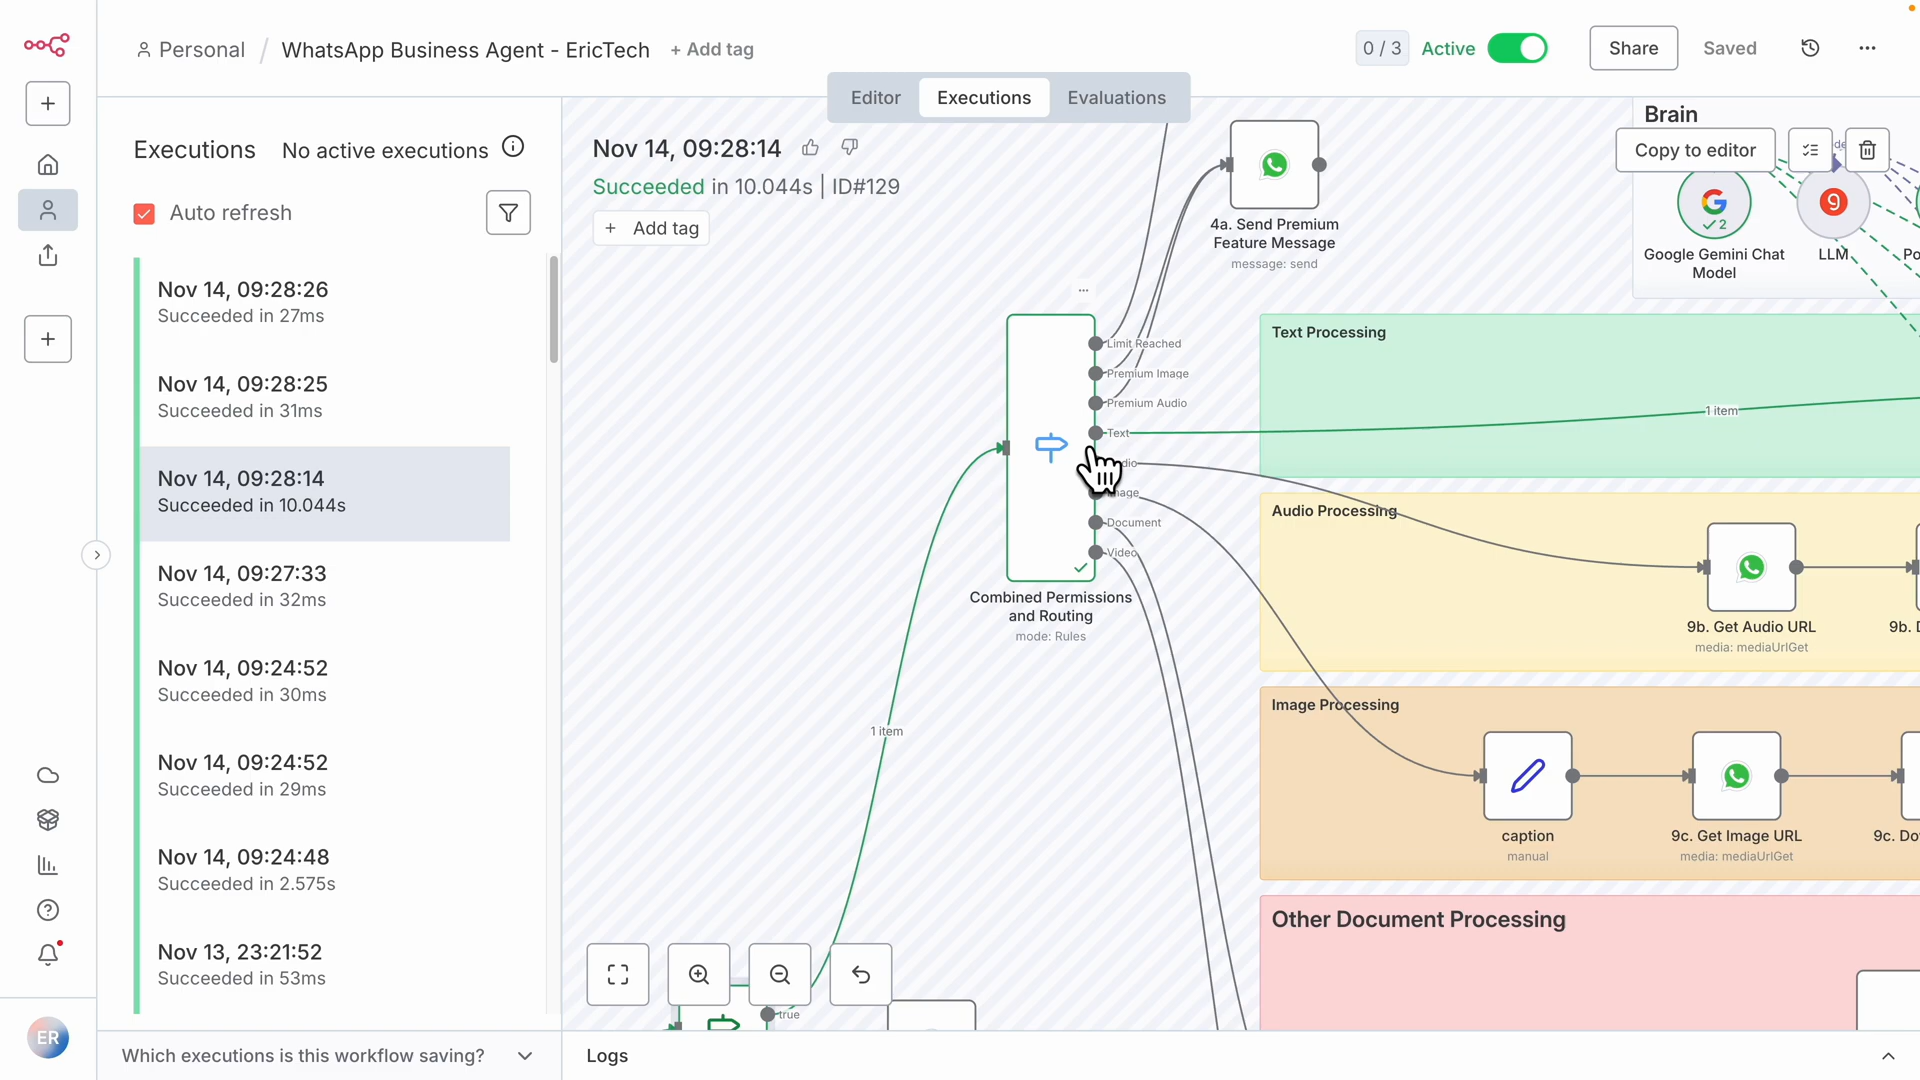 Personal / WhatsApp Business Agent - EricTech + Add tag
0 / 3 Active
Share
Saved
Editor
Executions
Evaluations
Executions No active executions
Auto refresh
Nov 14, 09:28:26
Succeeded in 27ms
Nov 14, 09:28:25
Succeeded in 31ms
Nov 14, 09:28:14
Succeeded in 10.044s
Nov 14, 09:27:33
Succeeded in 32ms
Nov 14, 09:24:52
Succeeded in 30ms
Nov 14, 09:24:52
Succeeded in 29ms
Nov 14, 09:24:48
Succeeded in 2.575s
Nov 13, 23:21:52
Succeeded in 53ms
Which executions is this workflow saving?
ER
Nov 14, 09:28:14
Succeeded in 10.044s | ID#129
+ Add tag
4a. Send Premium
Feature Message
message: send
Brain
Copy to editor
2
Google Gemini Chat
Model
9
LLM
Limit Reached
Premium Image
Premium Audio
Text
Document
Video
Combined Permissions
and Routing
mode: Rules
1 item
true
Text Processing
1 item
Audio Processing
9b. Get Audio URL
media: mediaUrlGet
9b.
Image Processing
caption
manual
9c. Get Image URL
media: mediaUrlGet
9c.
Other Document Processing
Logs